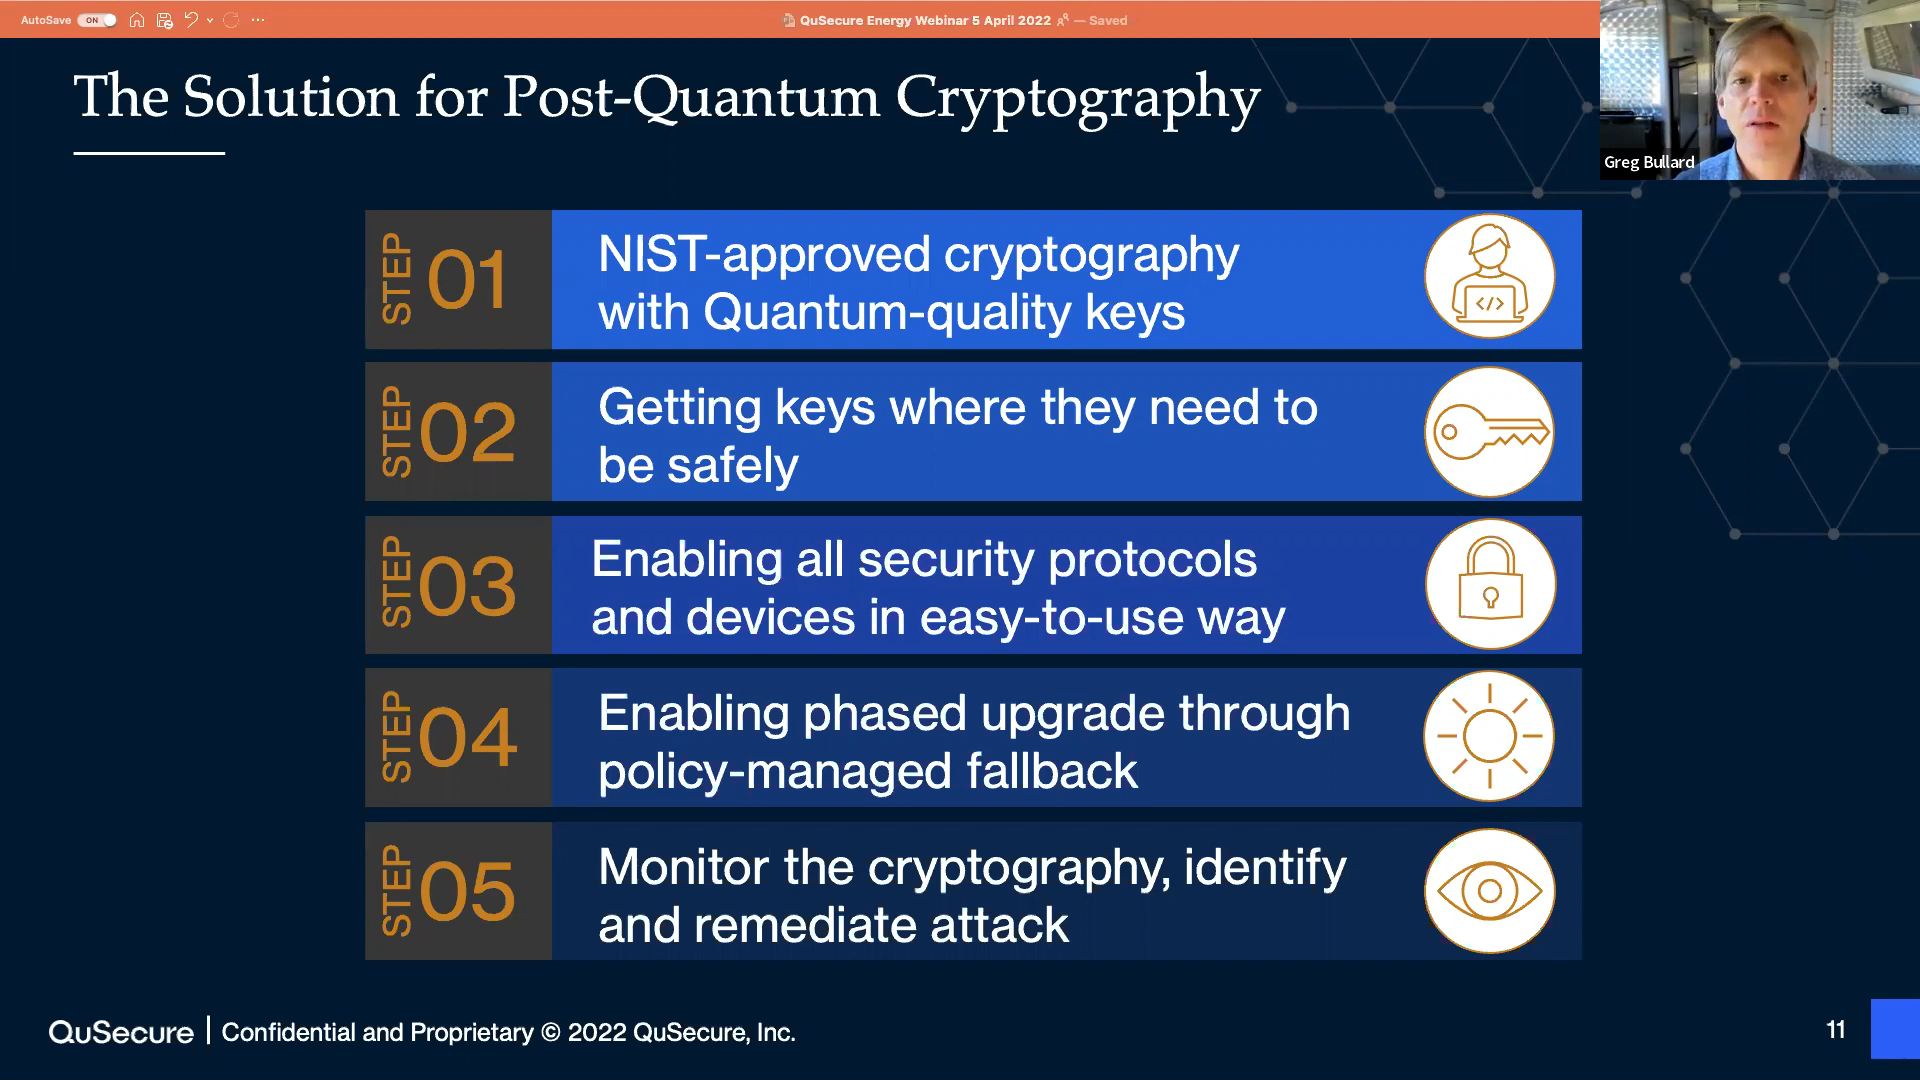 AutoSave ON
QuSecure Energy Webinar 5 April 2022 — Saved
The Solution for Post-Quantum Cryptography
Greg Bullard
STEP 01
NIST-approved cryptography
with Quantum-quality keys
</>
STEP 02
Getting keys where they need to
be safely
STEP 03
Enabling all security protocols
and devices in easy-to-use way
STEP 04
Enabling phased upgrade through
policy-managed fallback
STEP 05
Monitor the cryptography, identify
and remediate attack
QuSecure | Confidential and Proprietary © 2022 QuSecure, Inc.
11